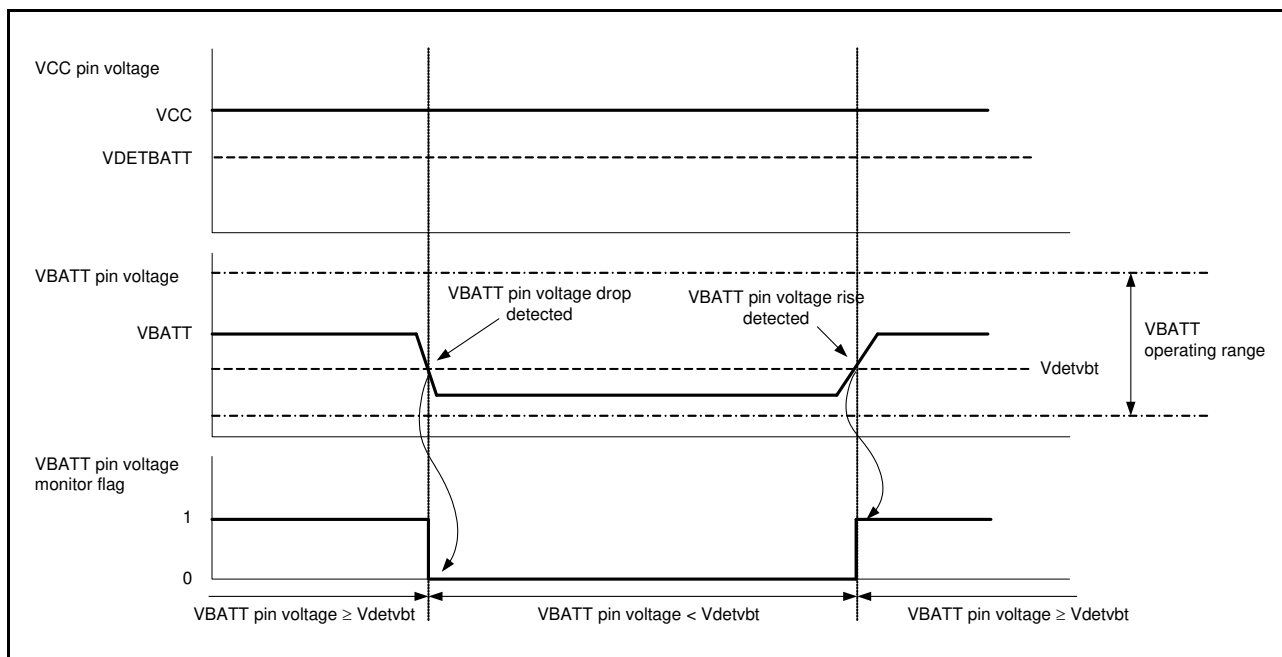 VCC pin voltage
VCC
VDETBATT
VBATT pin voltage
VBATT pin voltage drop
detected
VBATT pin voltage rise
detected
VBATT
VBATT
operating range
Vdetvbt
VBATT pin voltage
monitor flag
1
0
VBATT pin voltage ≥ Vdetvbt
VBATT pin voltage < Vdetvbt
VBATT pin voltage ≥ Vdetvbt